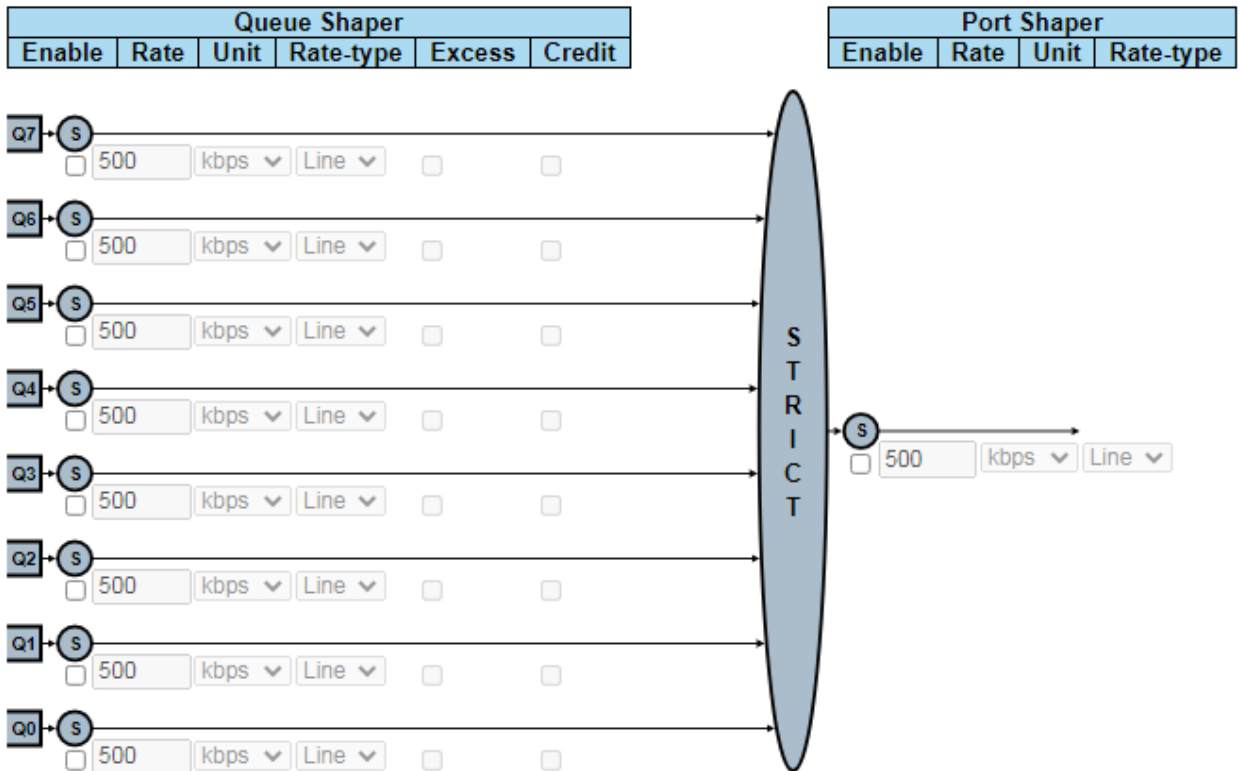 Queue Shaper
Enable Rate Unit Rate-type Excess Credit
Port Shaper
Enable Rate Unit Rate-type
Q7 S
500 kbps Line
Q6 S
500 kbps Line
Q5 S
500 kbps Line
Q4 S
500 kbps Line
Q3 S
500 kbps Line
Q2 S
500 kbps Line
Q1 S
500 kbps Line
Q0 S
500 kbps Line
STRICT
S
500 kbps Line